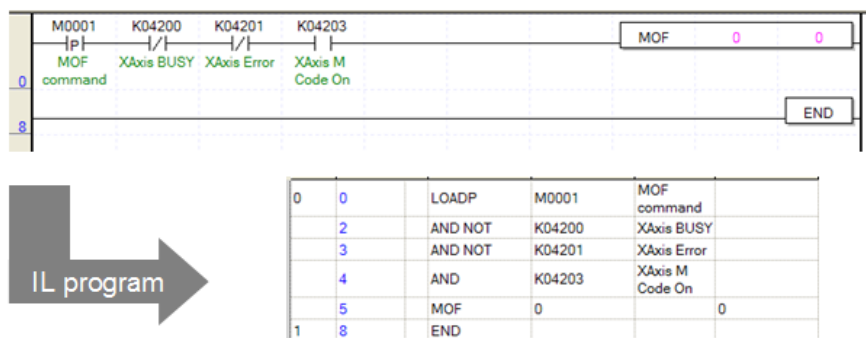 M0001 K04200 K04201 K04203
P
MOF 0 0
MOF XAxis BUSY XAxis Error XAxis M
command Code On
0
END
8
0 0 LOADP M0001 MOF
command
2 AND NOT K04200 XAxis BUSY
3 AND NOT K04201 XAxis Error
4 AND K04203 XAxis M
Code On
5 MOF 0 0
1 8 END
IL program